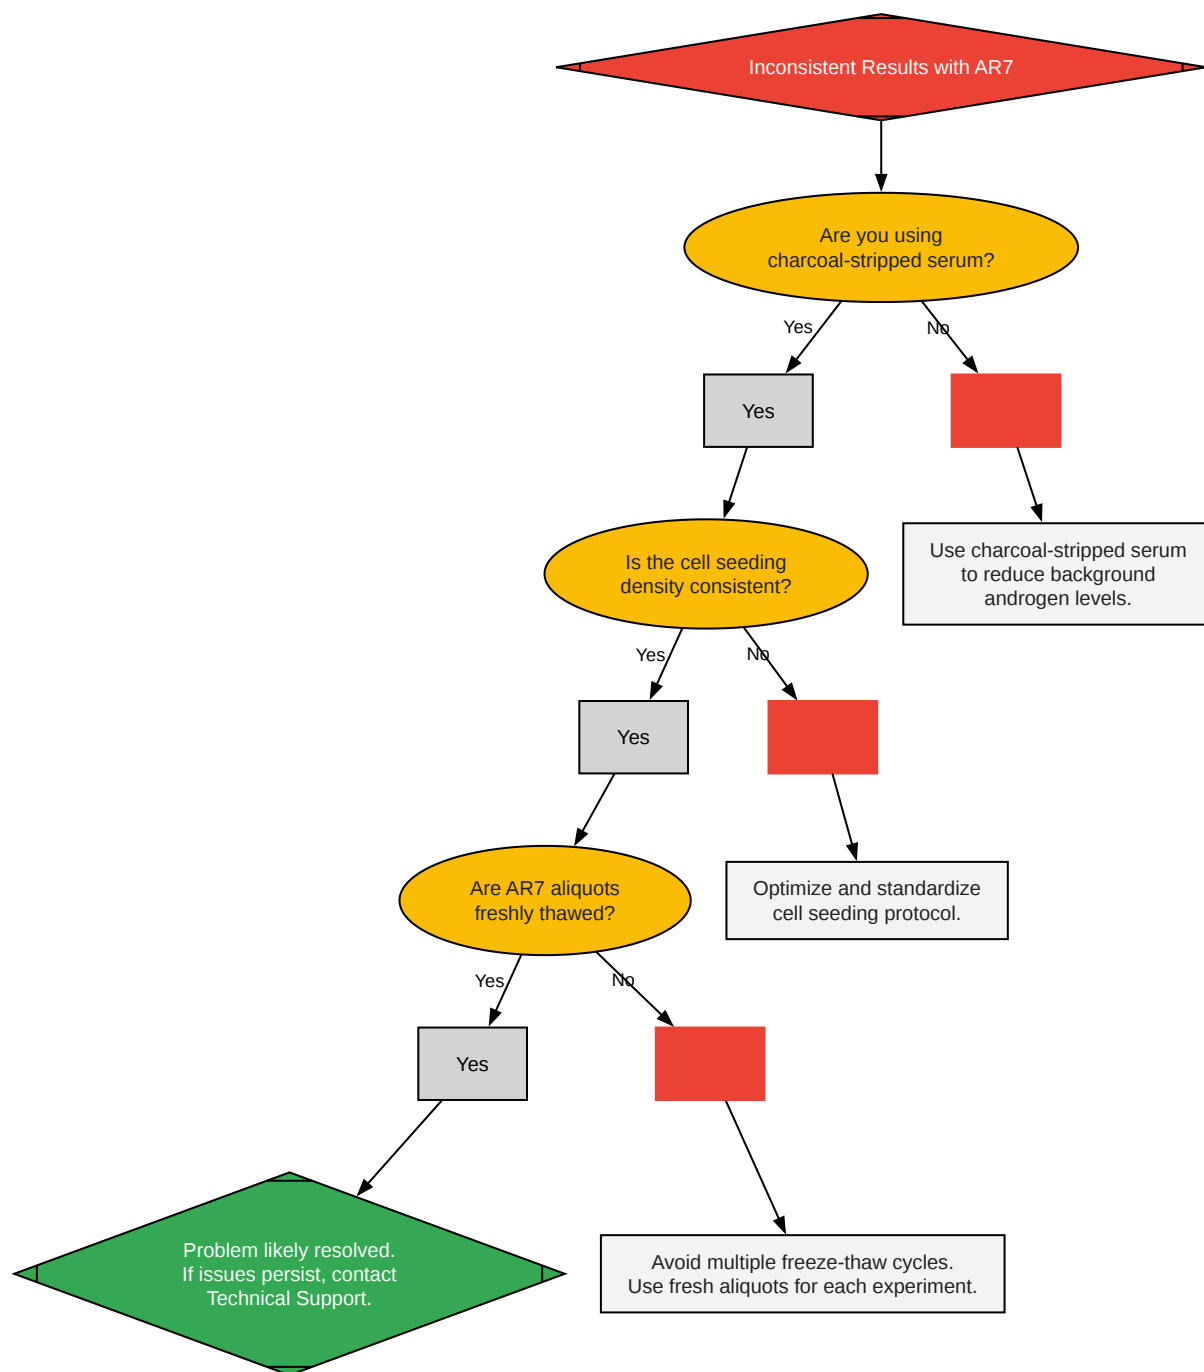 Inconsistent Results with AR7
Are you using
charcoal-stripped serum?
Yes
No
Yes
Use charcoal-stripped serum
to reduce background
androgen levels.
Is the cell seeding
density consistent?
Yes
No
Yes
Optimize and standardize
cell seeding protocol.
Are AR7 aliquots
freshly thawed?
Yes
No
Yes
Problem likely resolved.
If issues persist, contact
Technical Support.
Avoid multiple freeze-thaw cycles.
Use fresh aliquots for each experiment.